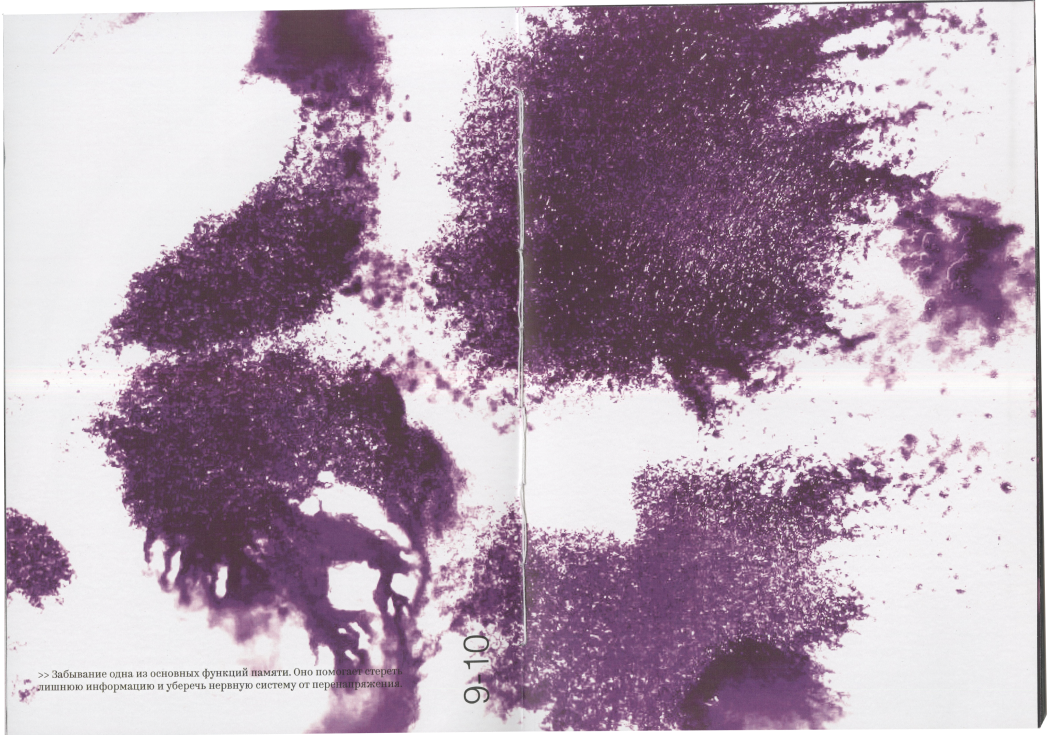 >> Забывание одна из основных функций памяти. Оно помогает стереть
лишнюю информацию и уберечь нервную систему от перенапряжения.
9-10